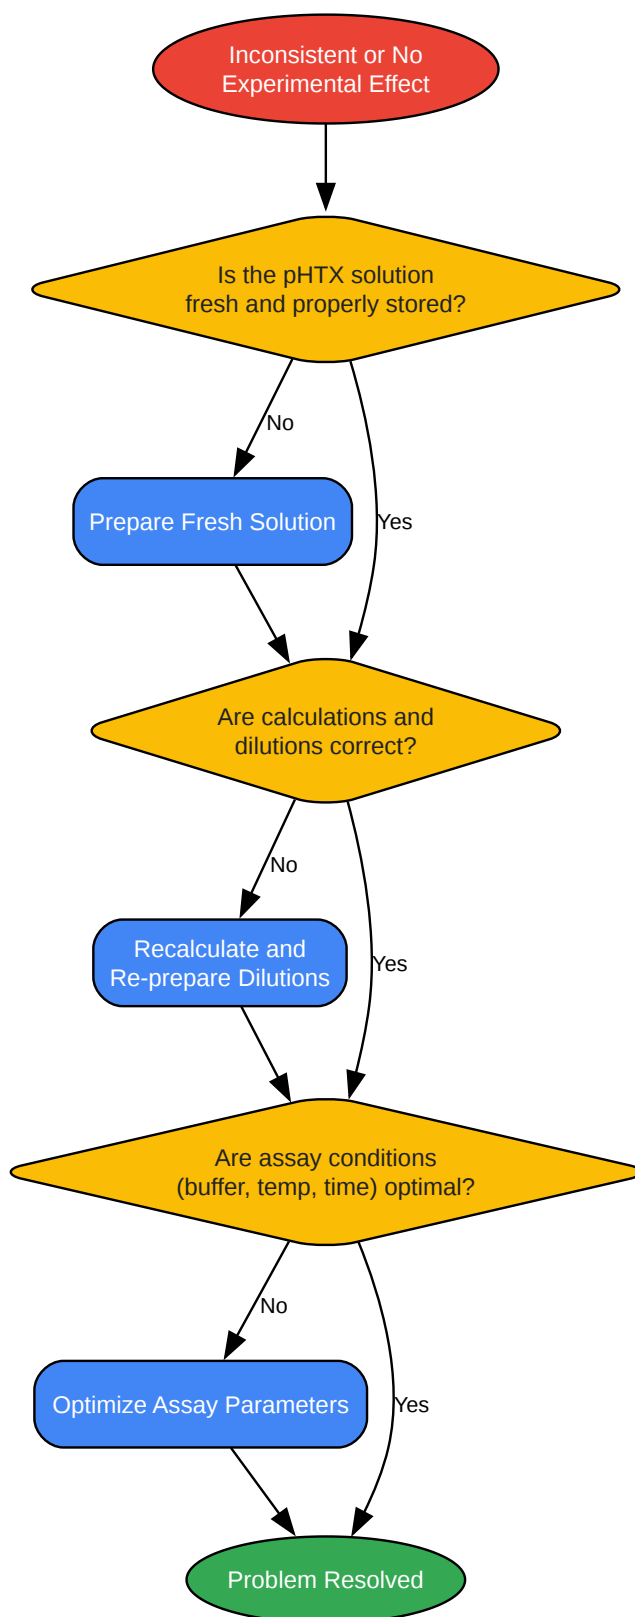 Inconsistent or No
Experimental Effect
Is the pHTX solution
fresh and properly stored?
No
Prepare Fresh Solution
Yes
Are calculations and
dilutions correct?
No
Recalculate and
Re-prepare Dilutions
Yes
Are assay conditions
(buffer, temp, time) optimal?
No
Optimize Assay Parameters
Yes
Problem Resolved